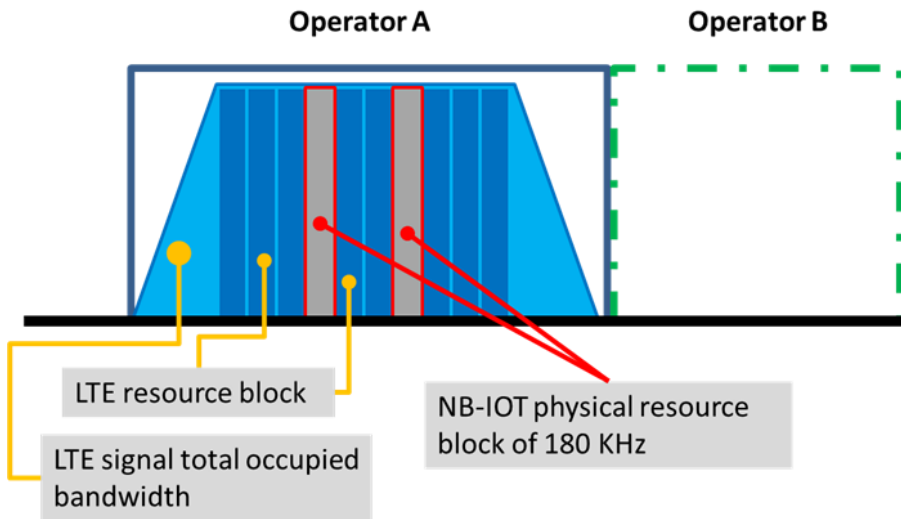 Operator A
Operator B
LTE resource block
NB-IOT physical resource
block of 180 KHz
LTE signal total occupied
bandwidth